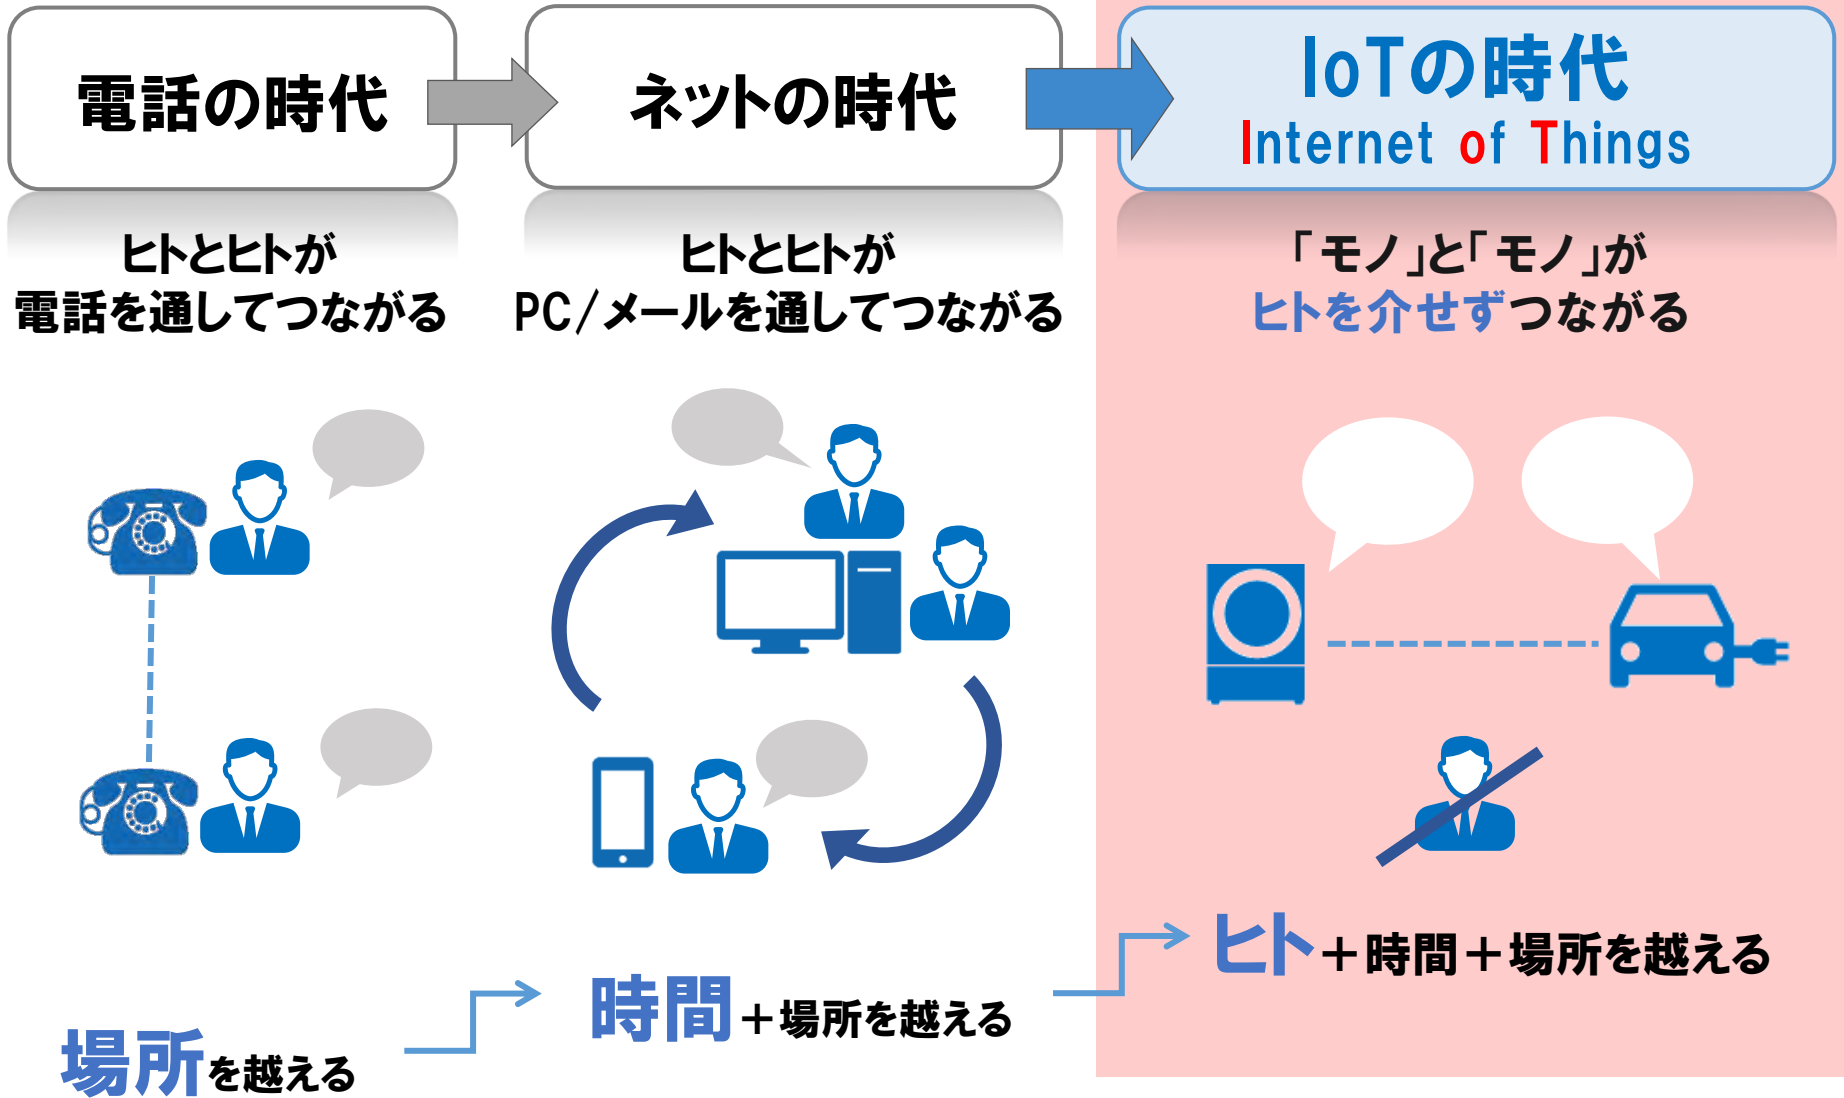 電話の時代
ネットの時代
IoTの時代
Internet of Things
ヒトとヒトが
電話を通してつながる
ヒトとヒトが
PC/メールを通してつながる
「モノ」と「モノ」が
ヒトを介せずつながる
場所を越える
時間＋場所を越える
ヒト＋時間＋場所を越える